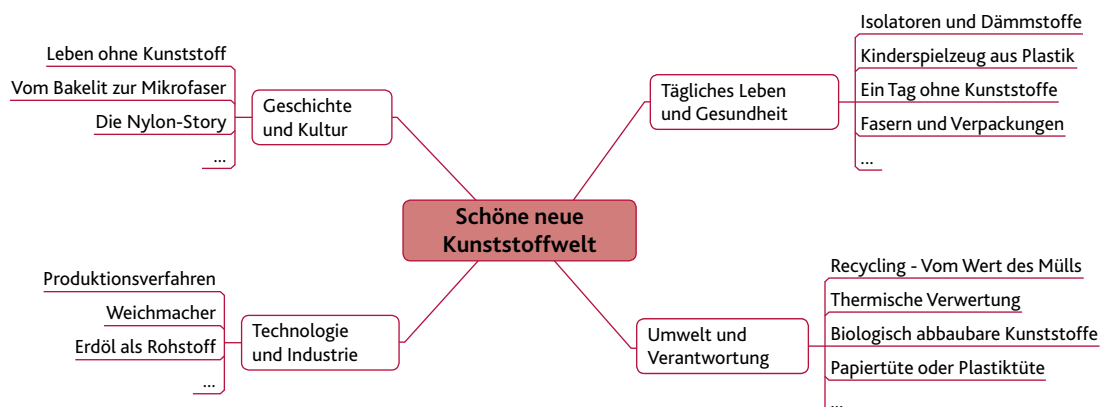 Leben ohne Kunststoff
Vom Bakelit zur Mikrofaser
Die Nylon-Story
...
Geschichte
und Kultur
Isolatoren und Dämmstoffe
Kinderspielzeug aus Plastik
Ein Tag ohne Kunststoffe
Fasern und Verpackungen
...
Tägliches Leben
und Gesundheit
Schöne neue
Kunststoffwelt
Produktionsverfahren
Weichmacher
Erdöl als Rohstoff
...
Technologie
und Industrie
Umwelt und
Verantwortung
Recycling - Vom Wert des Mülls
Thermische Verwertung
Biologisch abbaubare Kunststoffe
Papiertüte oder Plastiktüte
...